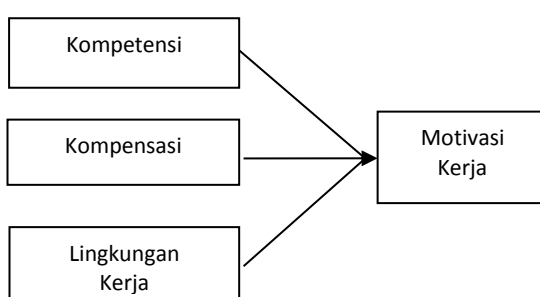 Kompetensi
Kompensasi
Motivasi
Kerja
Lingkungan
Kerja